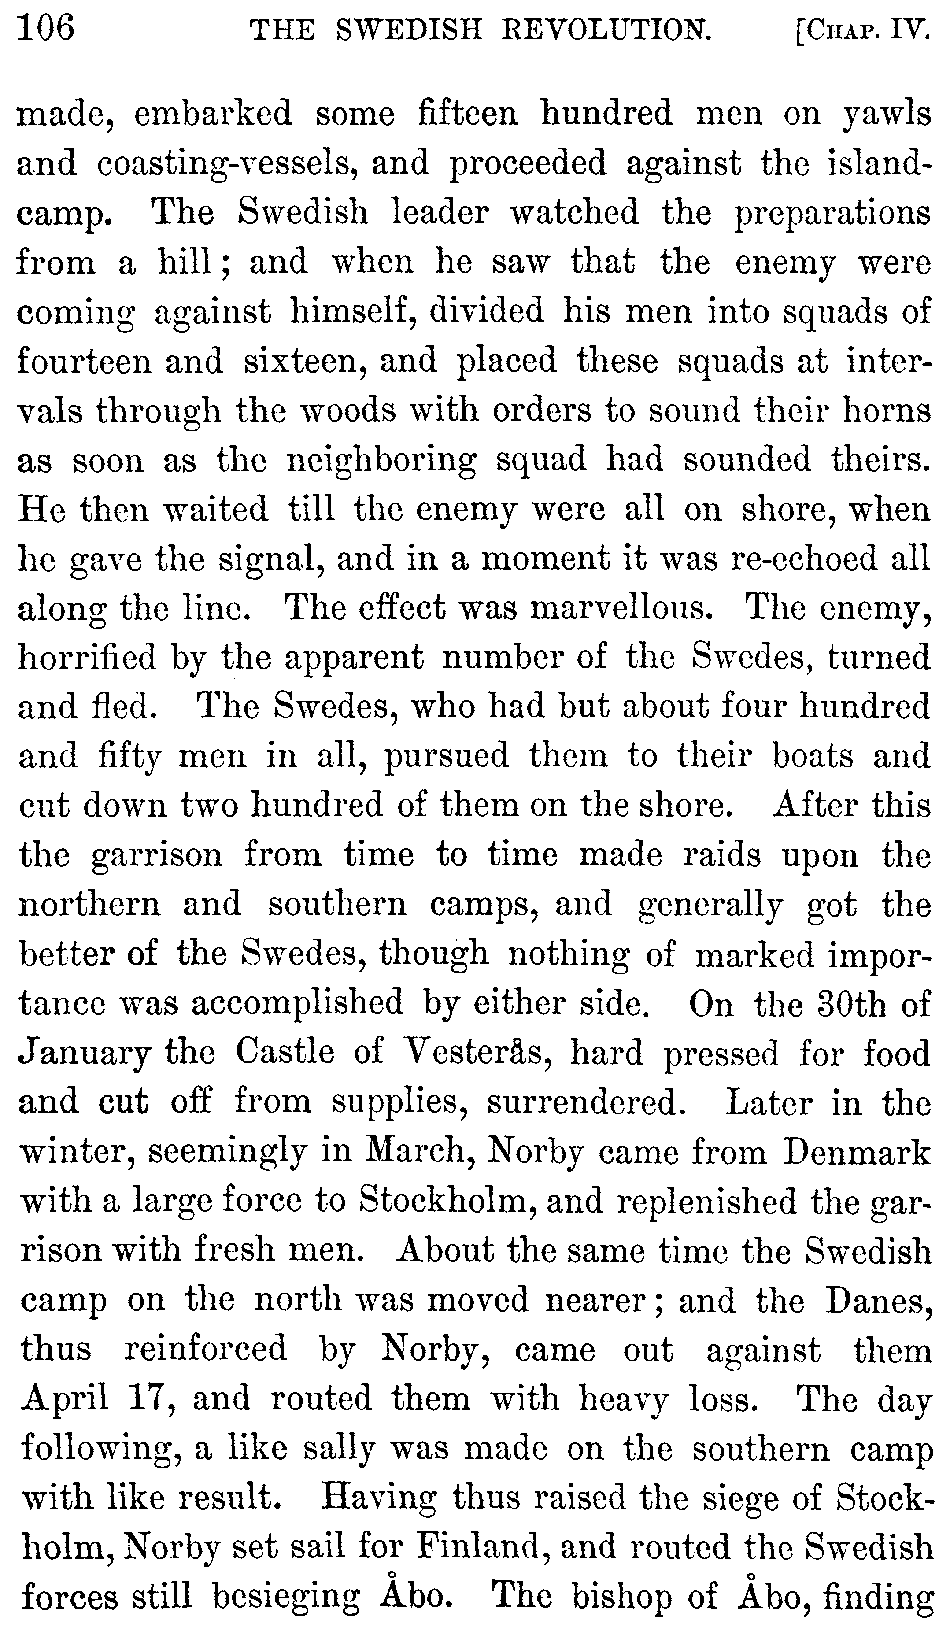 106 THE SWEDISH REVOLUTION. [CHAP. IV.
made, embarked some fifteen hundred men on yawls
and coasting-vessels, and proceeded against the island-
camp. The Swedish leader watched the preparations
from a hill; and when he saw that the enemy were
coming against himself, divided his men into squads of
fourteen and sixteen, and placed these squads at inter-
vals through the woods with orders to sound their horns
as soon as the neighboring squad had sounded theirs.
He then waited till the enemy were all on shore, when
he gave the signal, and in a moment it was re-echoed all
along the line. The effect was marvellous. The enemy,
horrified by the apparent number of the Swedes, turned
and fled. The Swedes, who had but about four hundred
and fifty men in all, pursued them to their boats and
cut down two hundred of them on the shore. After this
the garrison from time to time made raids upon the
northern and southern camps, and generally got the
better of the Swedes, though nothing of marked impor-
tance was accomplished by either side. On the 30th of
January the Castle of Vesterås, hard pressed for food
and cut off from supplies, surrendered. Later in the
winter, seemingly in March, Norby came from Denmark
with a large force to Stockholm, and replenished the gar-
rison with fresh men. About the same time the Swedish
camp on the north was moved nearer; and the Danes,
thus reinforced by Norby, came out against them
April 17, and routed them with heavy loss. The day
following, a like sally was made on the southern camp
with like result. Having thus raised the siege of Stock-
holm, Norby set sail for Finland, and routed the Swedish
forces still besieging Åbo. The bishop of Åbo, finding